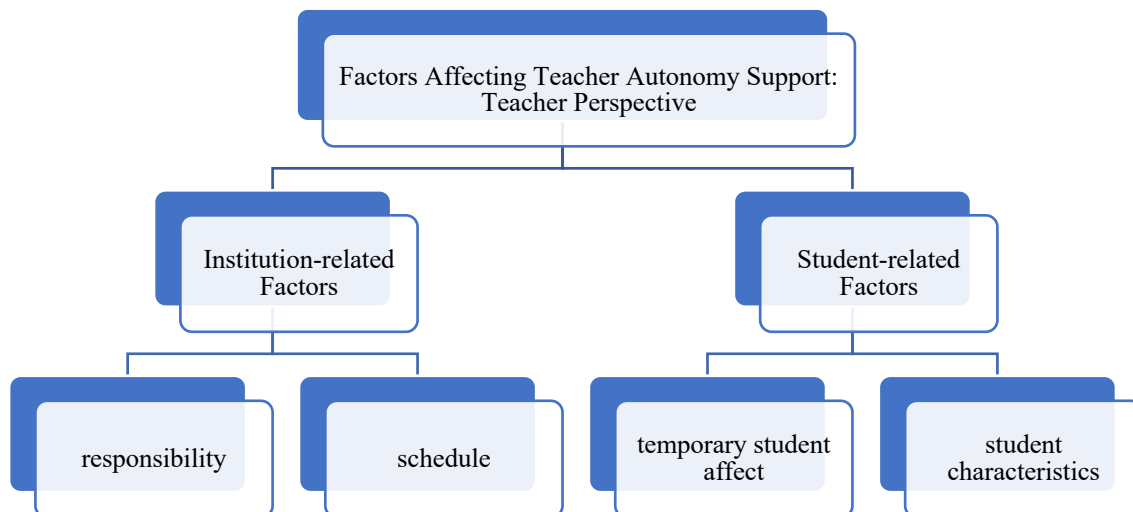 Factors Affecting Teacher Autonomy Support:
Teacher Perspective
Institution-related
Factors
Student-related
Factors
responsibility
schedule
temporary student
affect
student
characteristics